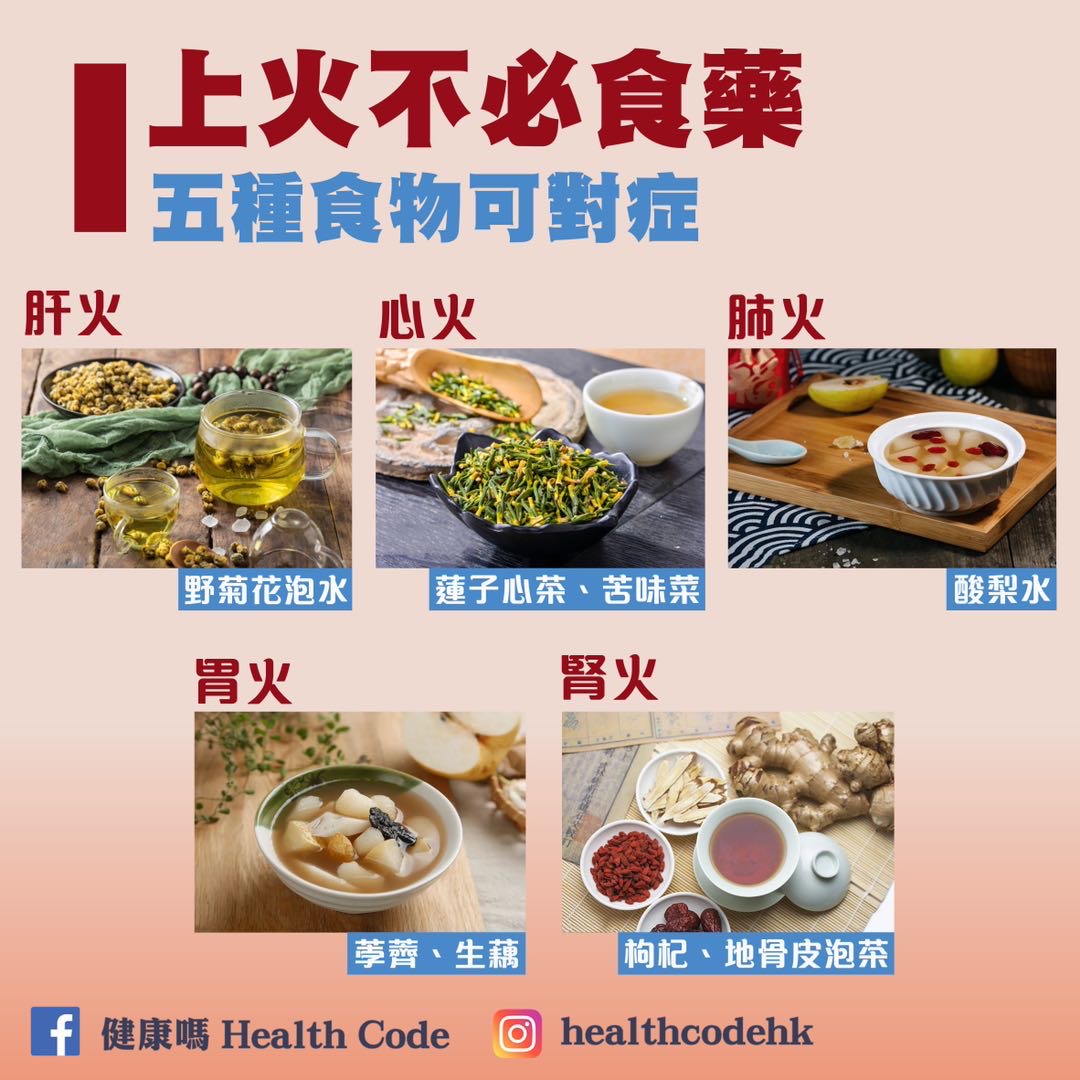 上火不必食藥
五種食物可對症
肝火
心火
肺火
野菊花泡水
蓮子心茶、苦味菜
酸梨水
胃火
腎火
荸薺、生藕
枸杞、地骨皮泡茶
健康嗎 Health Code
healthcodehk